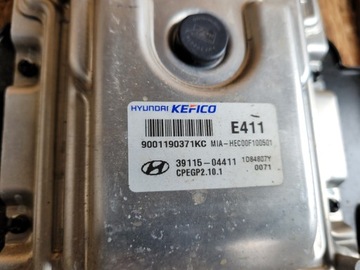 HYUNDAI KEFICO
E411
9001190371KC MIA-HEC00F100501
39115-04411 1084807Y
CPEGP2.10.1 0071